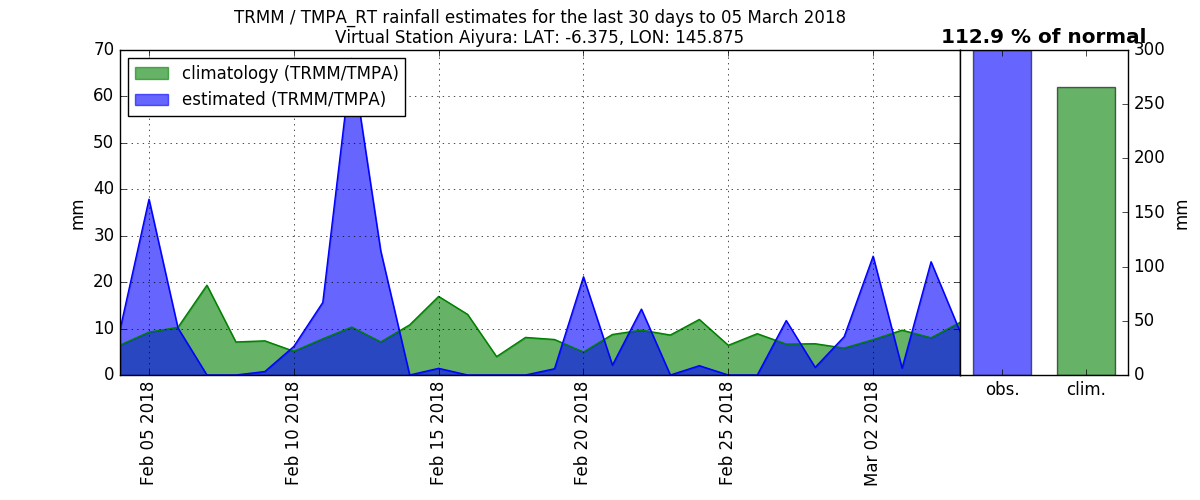 TRMM / TMPA_RT rainfall estimates for the last 30 days to 05 March 2018
Virtual Station Aiyura: LAT: -6.375, LON: 145.875
112.9 % of normal
climatology (TRMM/TMPA)
estimated (TRMM/TMPA)
70
60
50
40
30
20
10
0
mm
Feb 05 2018
Feb 10 2018
Feb 15 2018
Feb 20 2018
Feb 25 2018
Mar 02 2018
obs.
clim.
300
250
200
150
100
50
0
mm